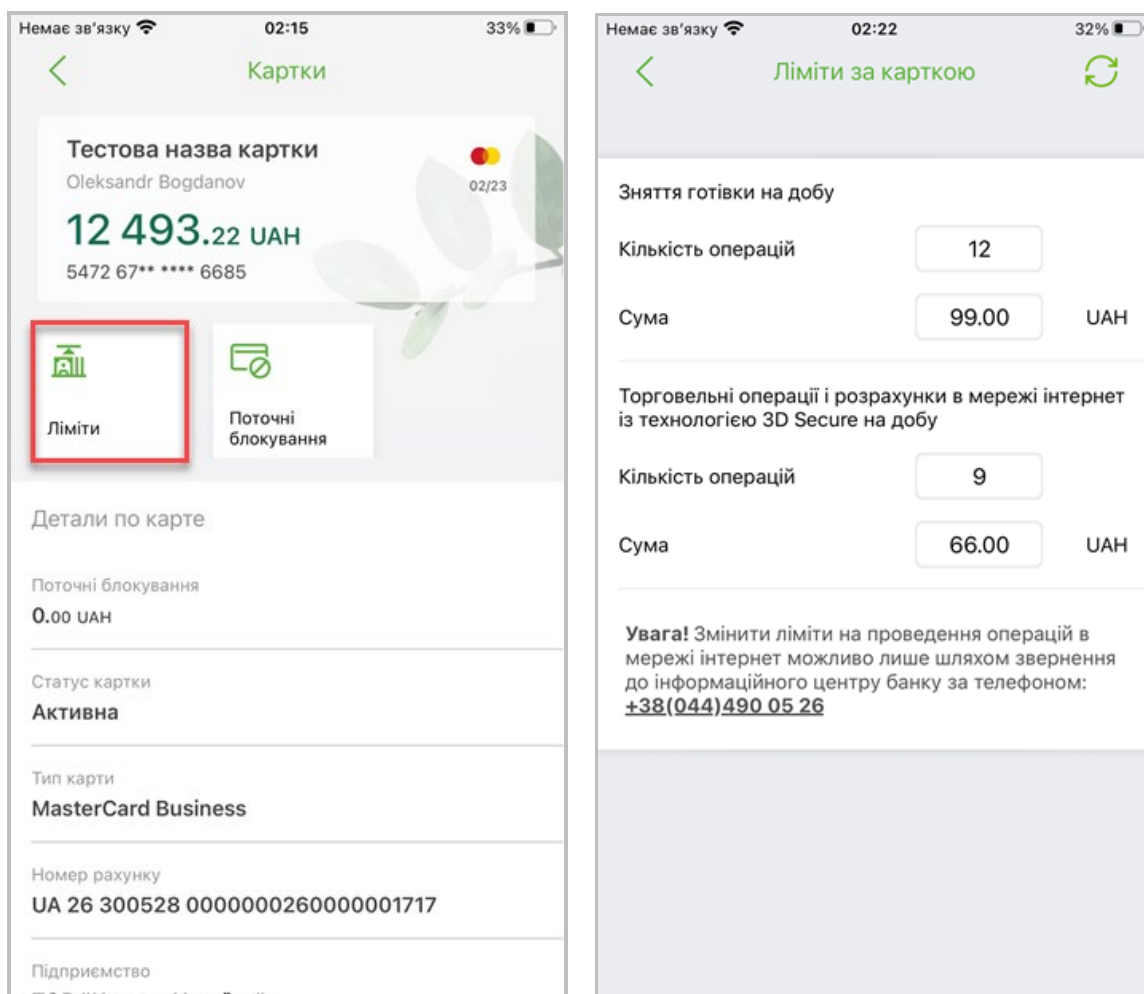 Немає зв'язку 02:15 33%
Картки
Тестова назва картки
Oleksandr Bogdanov
02/23
12 493.22 UAH
5472 67** **** 6685
Ліміти
Поточні
блокування
Детали по карте
Поточні блокування
0.00 UAH
Статус картки
Активна
Тип карти
MasterCard Business
Номер рахунку
UA 26 300528 0000000260000001717
Підприємство
Немає зв'язку 02:22 32%
Ліміти за карткою
Зняття готівки на добу
Кількість операцій 12
Сума 99.00 UAH
Торговельні операції і розрахунки в мережі інтернет
із технологією 3D Secure на добу
Кількість операцій 9
Сума 66.00 UAH
Увага! Змінити ліміти на проведення операцій в
мережі інтернет можливо лише шляхом звернення
до інформаційного центру банку за телефоном:
+38(044)490 05 26